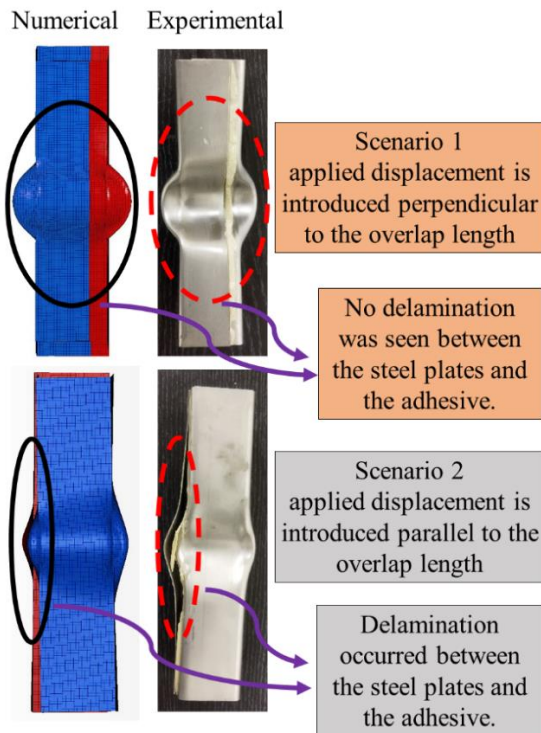 Numerical
Experimental
Scenario 1
applied displacement is
introduced perpendicular
to the overlap length
No delamination
was seen between
the steel plates and
the adhesive.
Scenario 2
applied displacement is
introduced parallel to the
overlap length
Delamination
occurred between
the steel plates and
the adhesive.